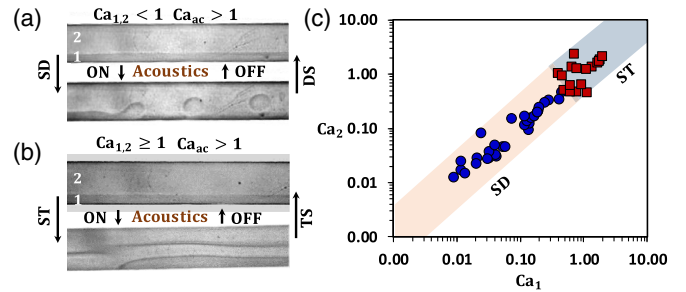 (a)
Ca1,2 < 1 Caac > 1
2
1
SD
ON ↓ Acoustics ↑ OFF
DS
(b)
Ca1,2 ≥ 1 Caac > 1
2
1
ST
ON ↓ Acoustics ↑ OFF
TS
(c)
10.00
1.00
0.10
0.01
0.00
Ca2
ST
SD
0.00 0.01 0.10 1.00 10.00
Ca1